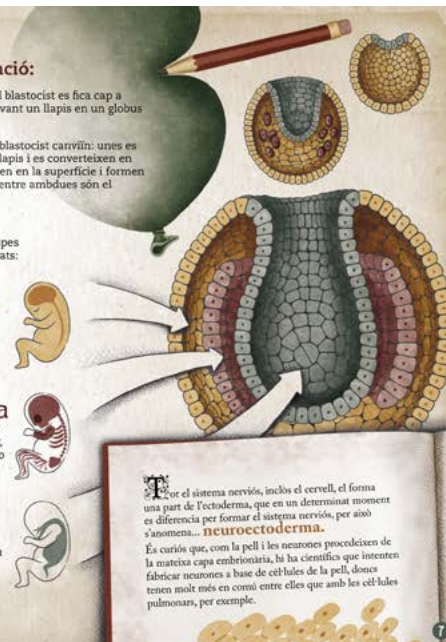 ció:
l blastocist es fica cap a
vant un llapis en un globus
blastocist canviïn: unes es
lapis i es converteixen en
en en la superfície i formen
entre ambdues són el
pes
ats:
a
Tot el sistema nerviós, inclòs el cervell, el forma
una part de l'ectoderma, que en un determinat moment
es diferencia per formar el sistema nerviós, per això
s'anomena... neuroectoderma.
És curiós que, com la pell i les neurones procedeixen de
la mateixa capa embrionària, hi ha científics que intenten
fabricar neurones a base de cèl·lules de la pell, doncs
tenen molt més en comú entre elles que amb les cèl·lules
pulmonars, per exemple.
7